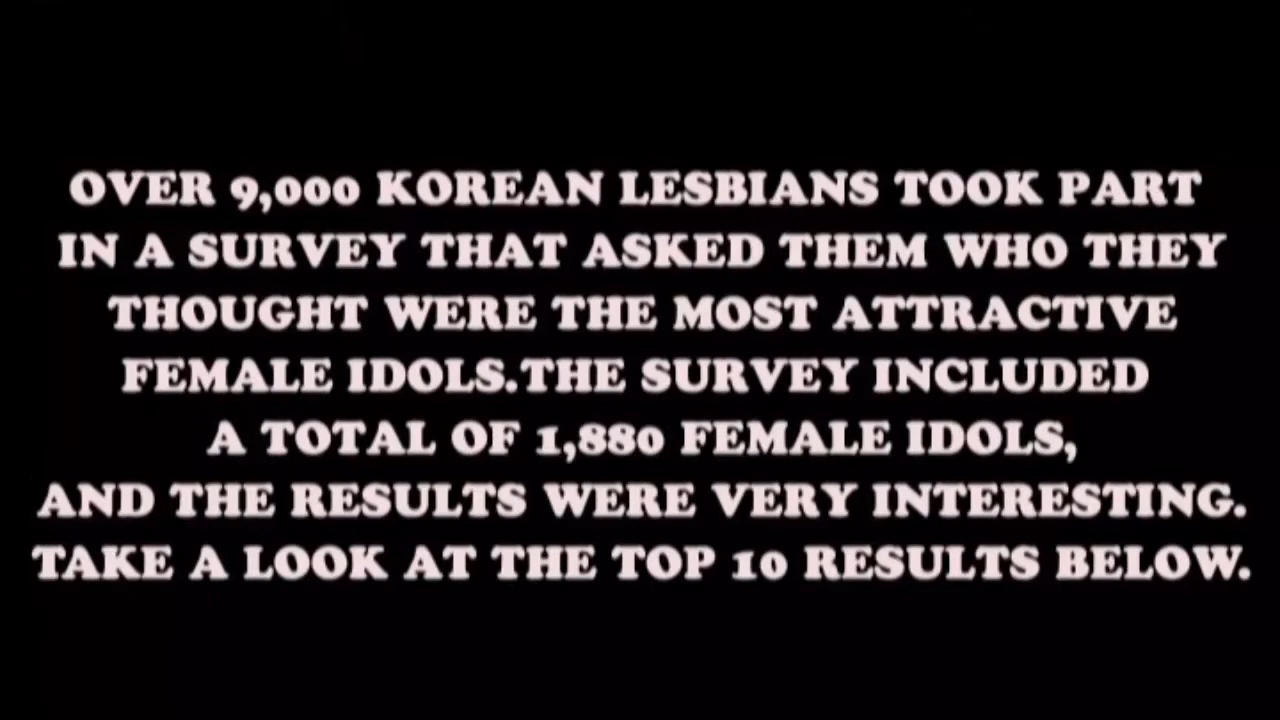 OVER 9,000 KOREAN LESBIANS TOOK PART
IN A SURVEY THAT ASKED THEM WHO THEY
THOUGHT WERE THE MOST ATTRACTIVE
FEMALE IDOLS.THE SURVEY INCLUDED
A TOTAL OF 1,880 FEMALE IDOLS,
AND THE RESULTS WERE VERY INTERESTING.
TAKE A LOOK AT THE TOP 10 RESULTS BELOW.